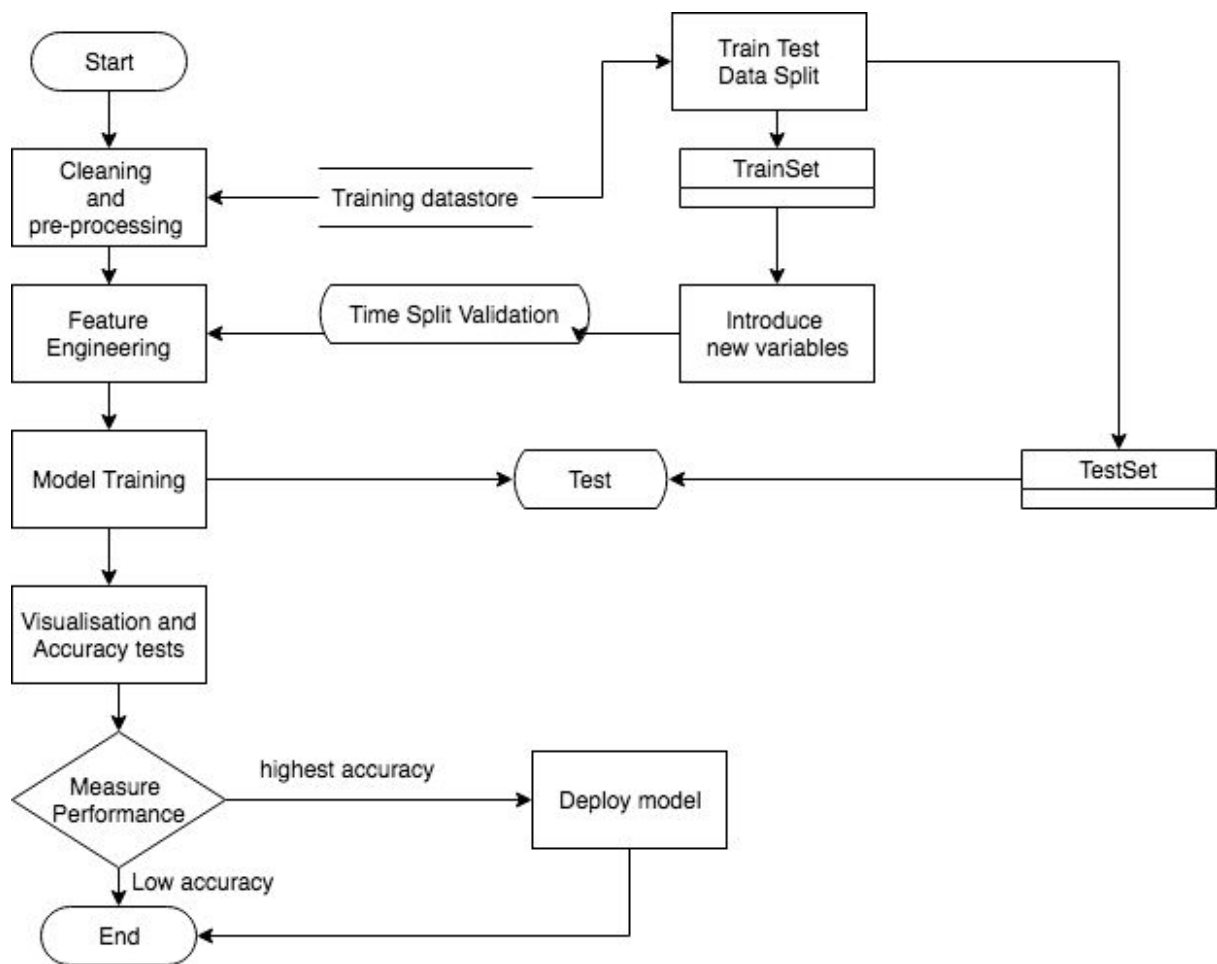 Start
Train Test
Data Split
Cleaning
and
pre-processing
Training datastore
TrainSet
Feature
Engineering
Time Split Validation
Introduce
new variables
Model Training
Test
TestSet
Visualisation and
Accuracy tests
Measure
Performance
highest accuracy
Deploy model
Low accuracy
End